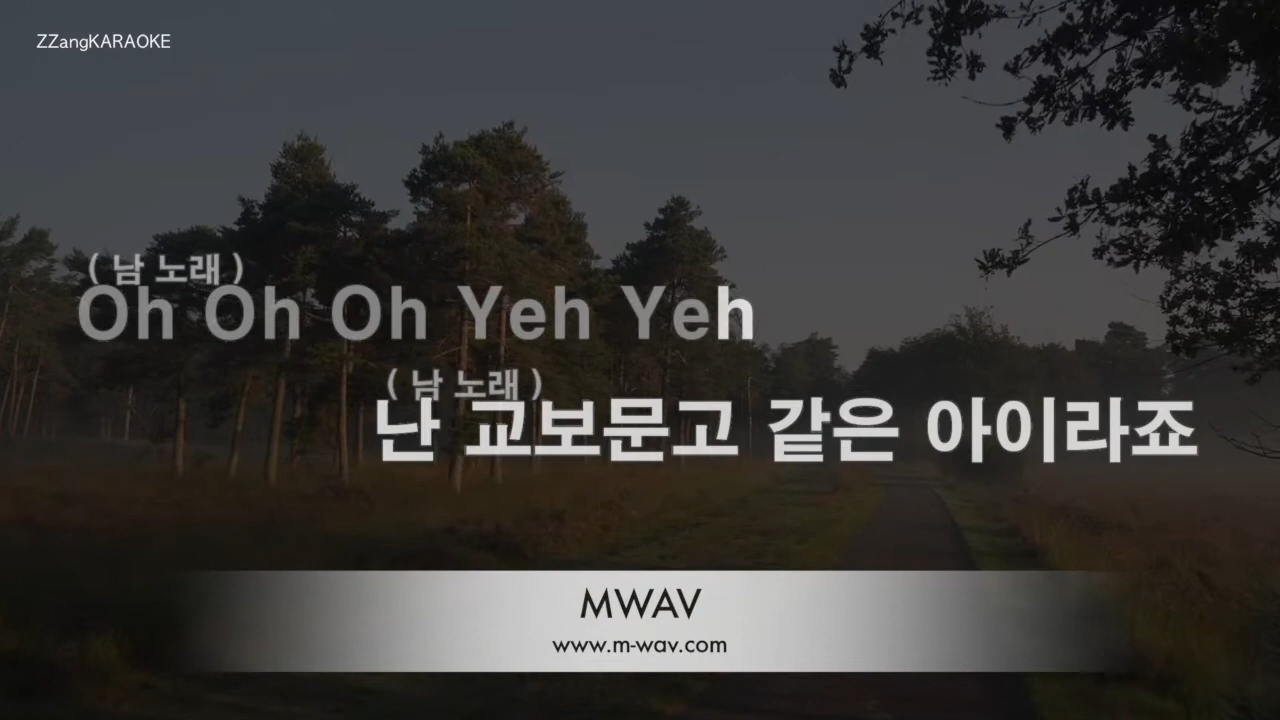 ZZangKARAOKE
( 남 노래 )
Oh Oh Oh Yeh Yeh
( 남 노래 )
난 교보문고 같은 아이라죠
MWAV
www.m-wav.com